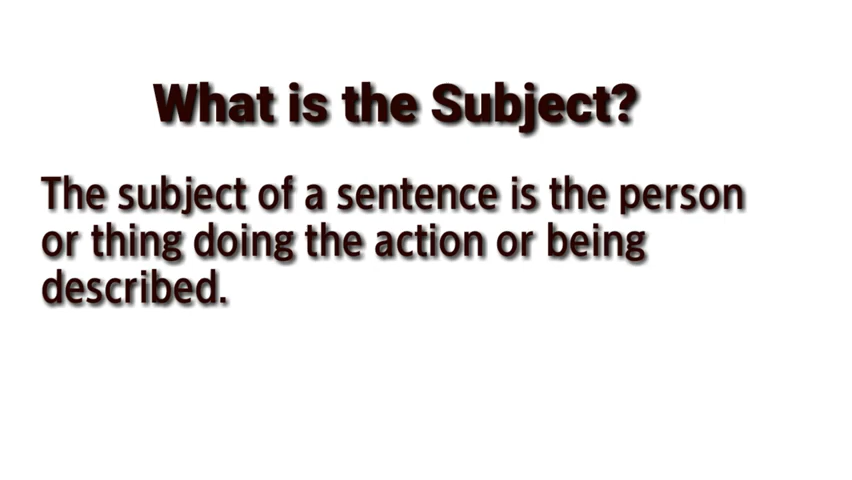 What is the Subject?
The subject of a sentence is the person
or thing doing the action or being
described.